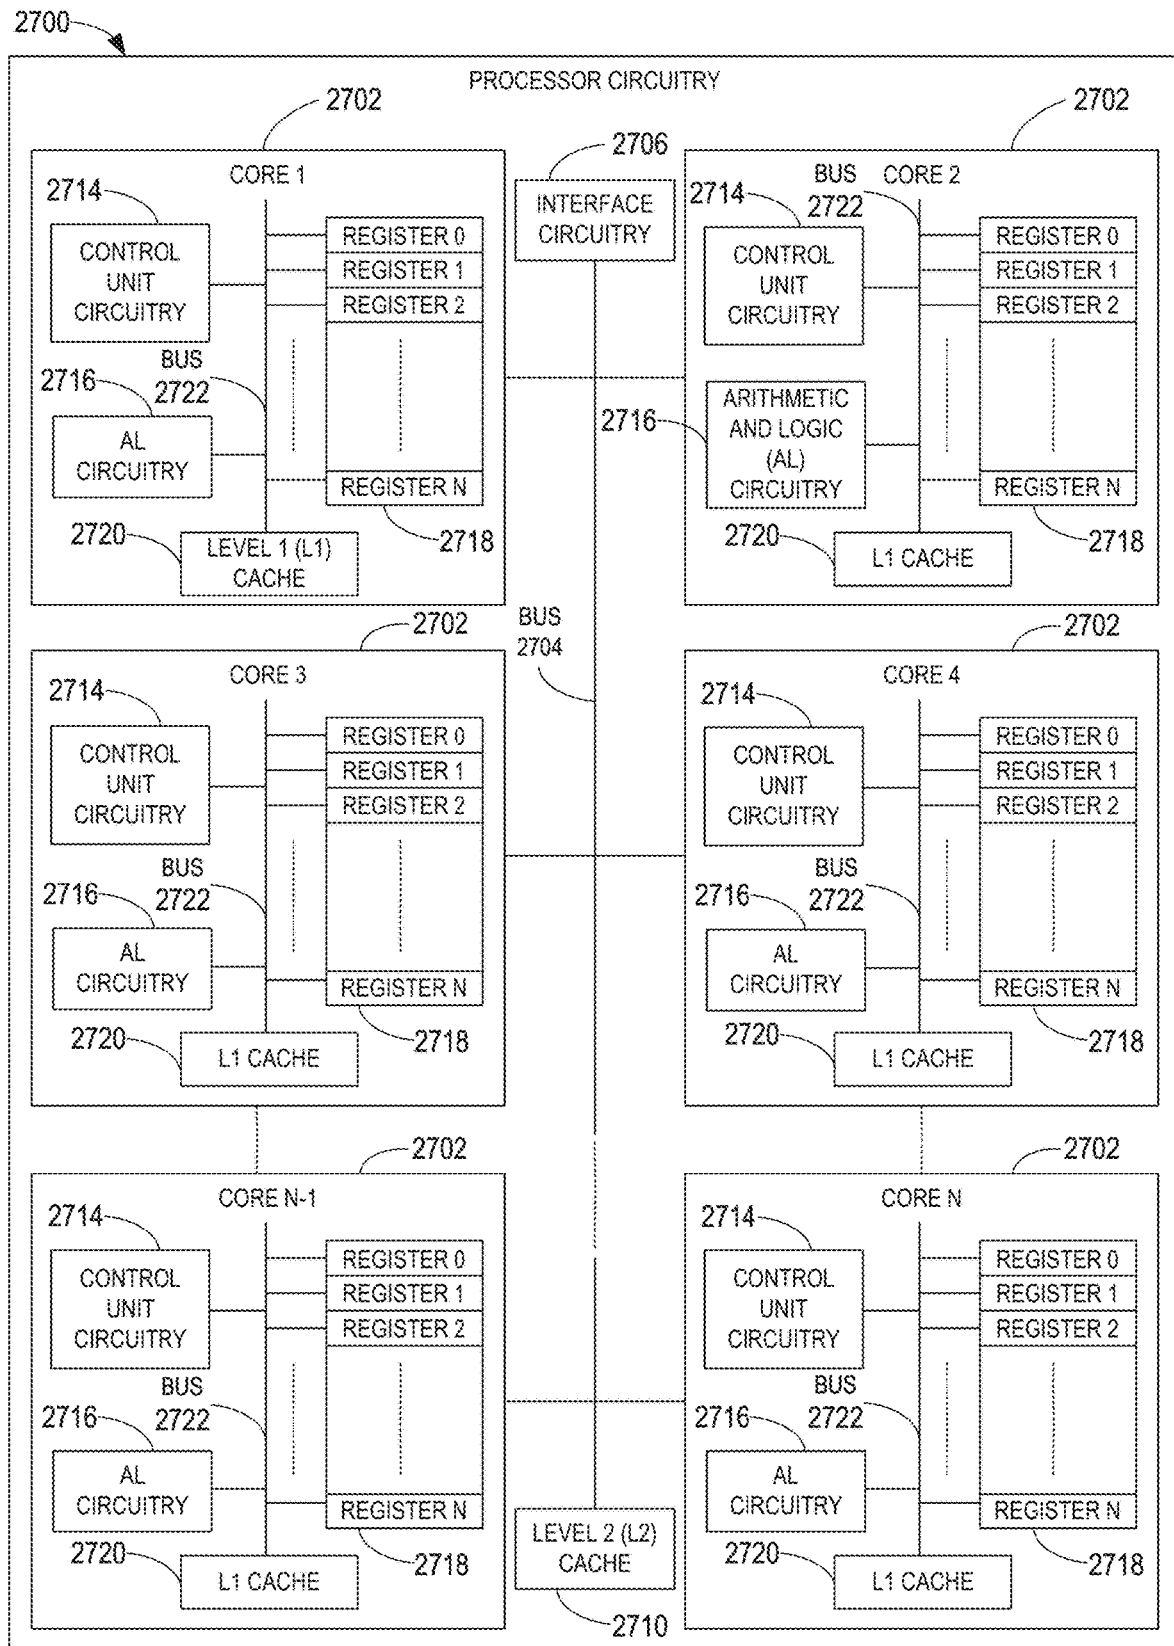 2700
PROCESSOR CIRCUITRY
2702
CORE 1
2714
CONTROL
UNIT
CIRCUITRY
REGISTER 0
REGISTER 1
REGISTER 2
BUS
2722
2716
AL
CIRCUITRY
REGISTER N
2718
2720
LEVEL 1 (L1)
CACHE
2706
INTERFACE
CIRCUITRY
2702
BUS
2722
CORE 2
2714
CONTROL
UNIT
CIRCUITRY
REGISTER 0
REGISTER 1
REGISTER 2
2716
ARITHMETIC
AND LOGIC
(AL)
CIRCUITRY
REGISTER N
2718
2720
L1 CACHE
BUS
2704
2702
CORE 3
2714
CONTROL
UNIT
CIRCUITRY
REGISTER 0
REGISTER 1
REGISTER 2
BUS
2722
2716
AL
CIRCUITRY
REGISTER N
2718
2720
L1 CACHE
2702
CORE 4
2714
CONTROL
UNIT
CIRCUITRY
REGISTER 0
REGISTER 1
REGISTER 2
BUS
2722
2716
AL
CIRCUITRY
REGISTER N
2718
2720
L1 CACHE
2702
CORE N-1
2714
CONTROL
UNIT
CIRCUITRY
REGISTER 0
REGISTER 1
REGISTER 2
BUS
2722
2716
AL
CIRCUITRY
REGISTER N
2718
2720
L1 CACHE
2702
CORE N
2714
CONTROL
UNIT
CIRCUITRY
REGISTER 0
REGISTER 1
REGISTER 2
BUS
2722
2716
AL
CIRCUITRY
REGISTER N
2718
2720
L1 CACHE
LEVEL 2 (L2)
CACHE
2710